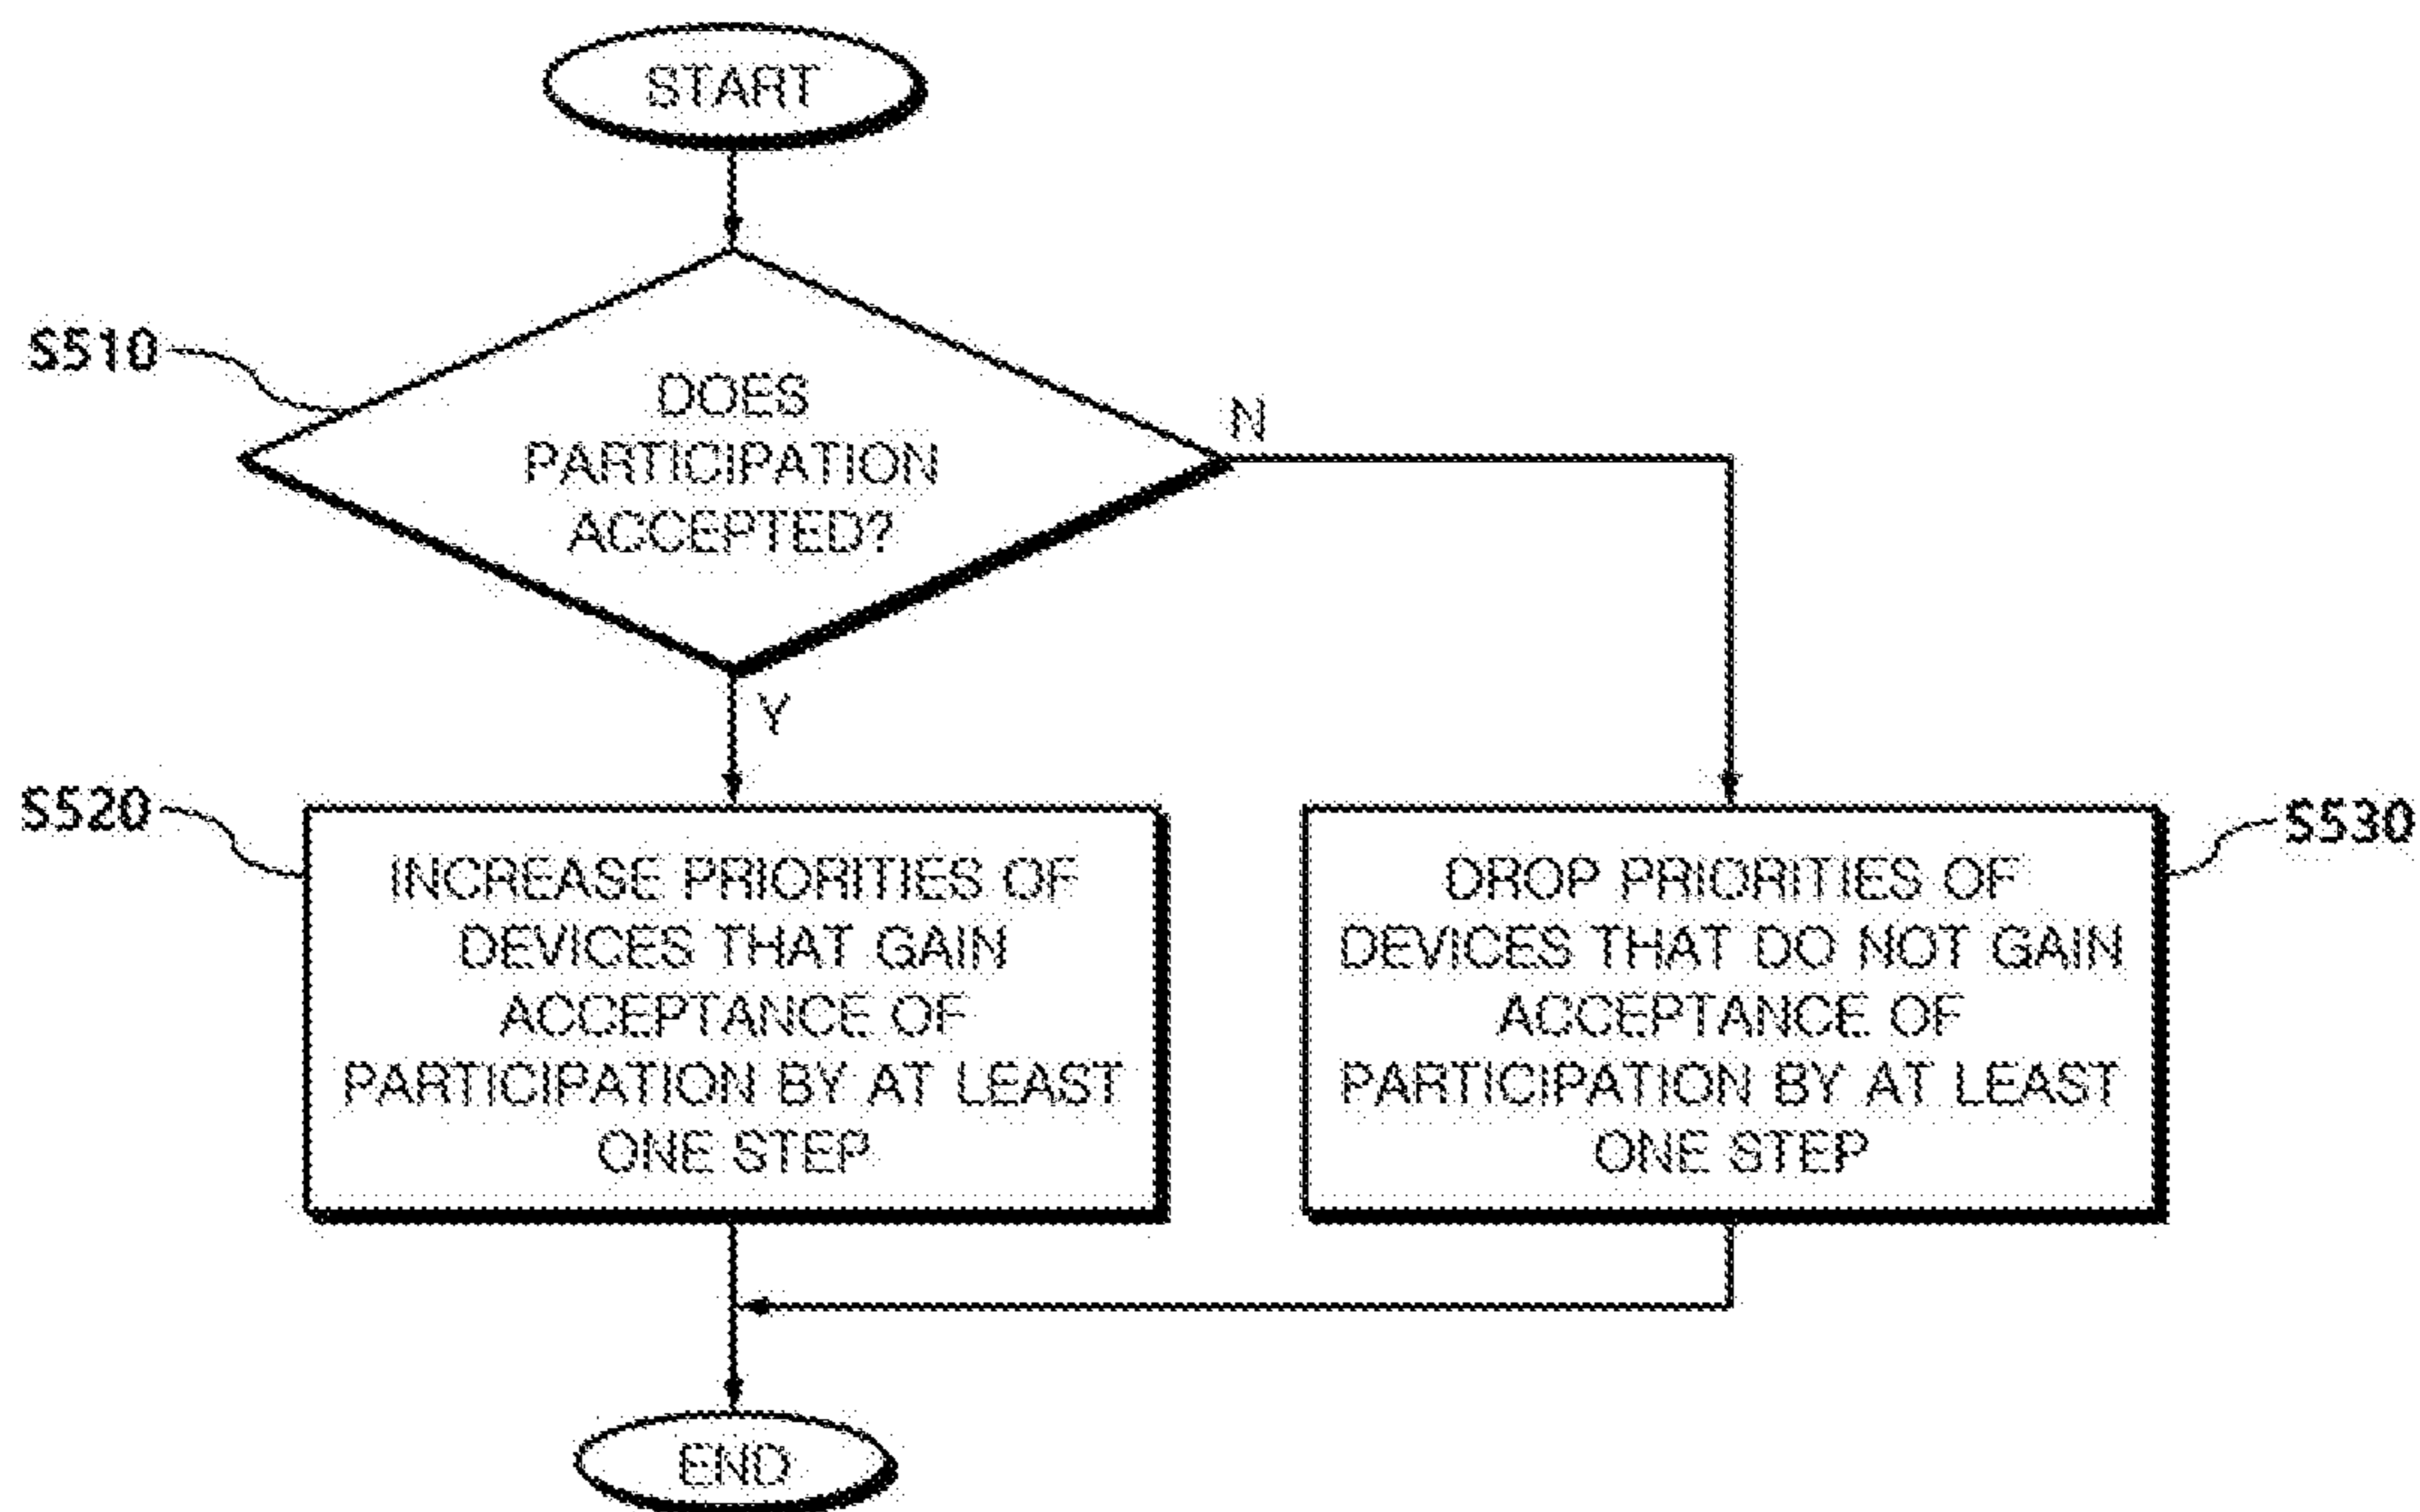 START
S510
DOES
PARTICIPATION
ACCEPTED?
N
Y
S520
INCREASE PRIORITIES OF
DEVICES THAT GAIN
ACCEPTANCE OF
PARTICIPATION BY AT LEAST
ONE STEP
DROP PRIORITIES OF
DEVICES THAT DO NOT GAIN
ACCEPTANCE OF
PARTICIPATION BY AT LEAST
ONE STEP
S530
END